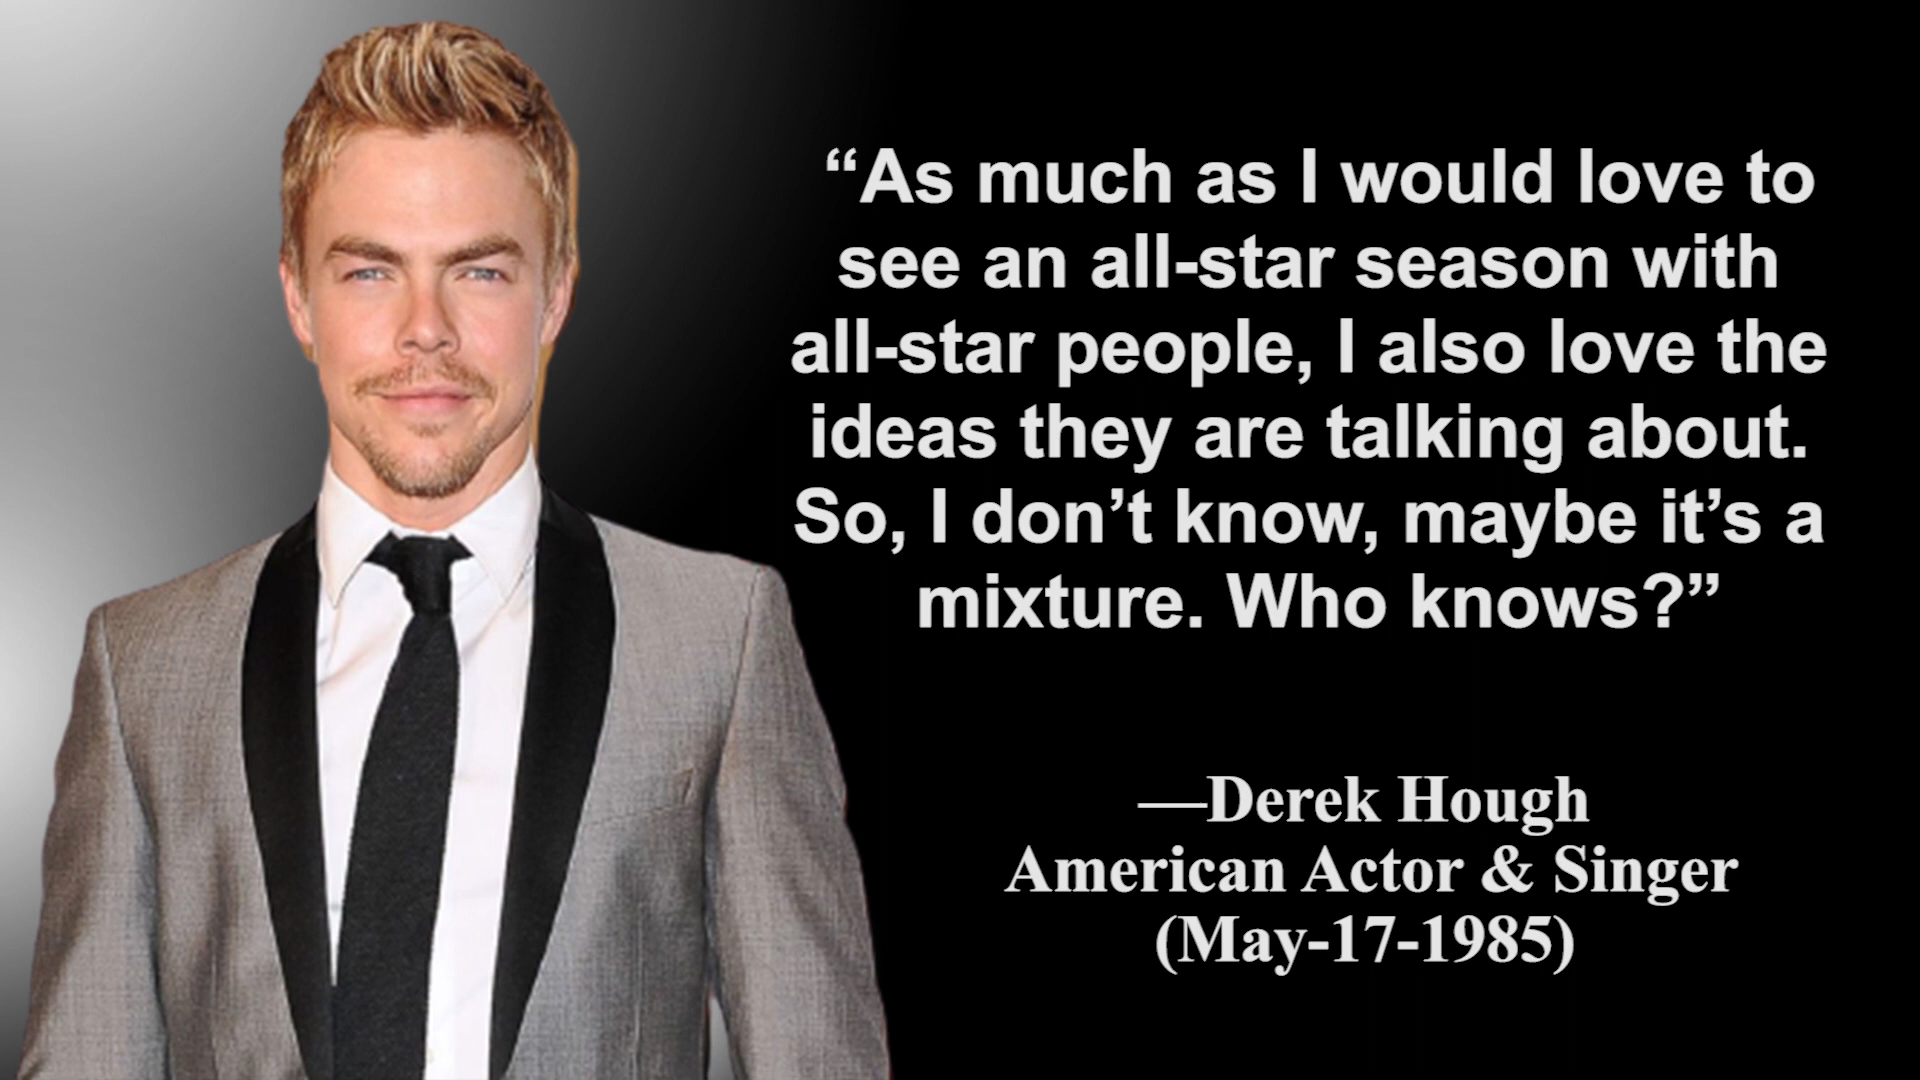 “As much as I would love to
see an all-star season with
all-star people, I also love the
ideas they are talking about.
So, I don’t know, maybe it’s a
mixture. Who knows?”
—Derek Hough
American Actor & Singer
(May-17-1985)